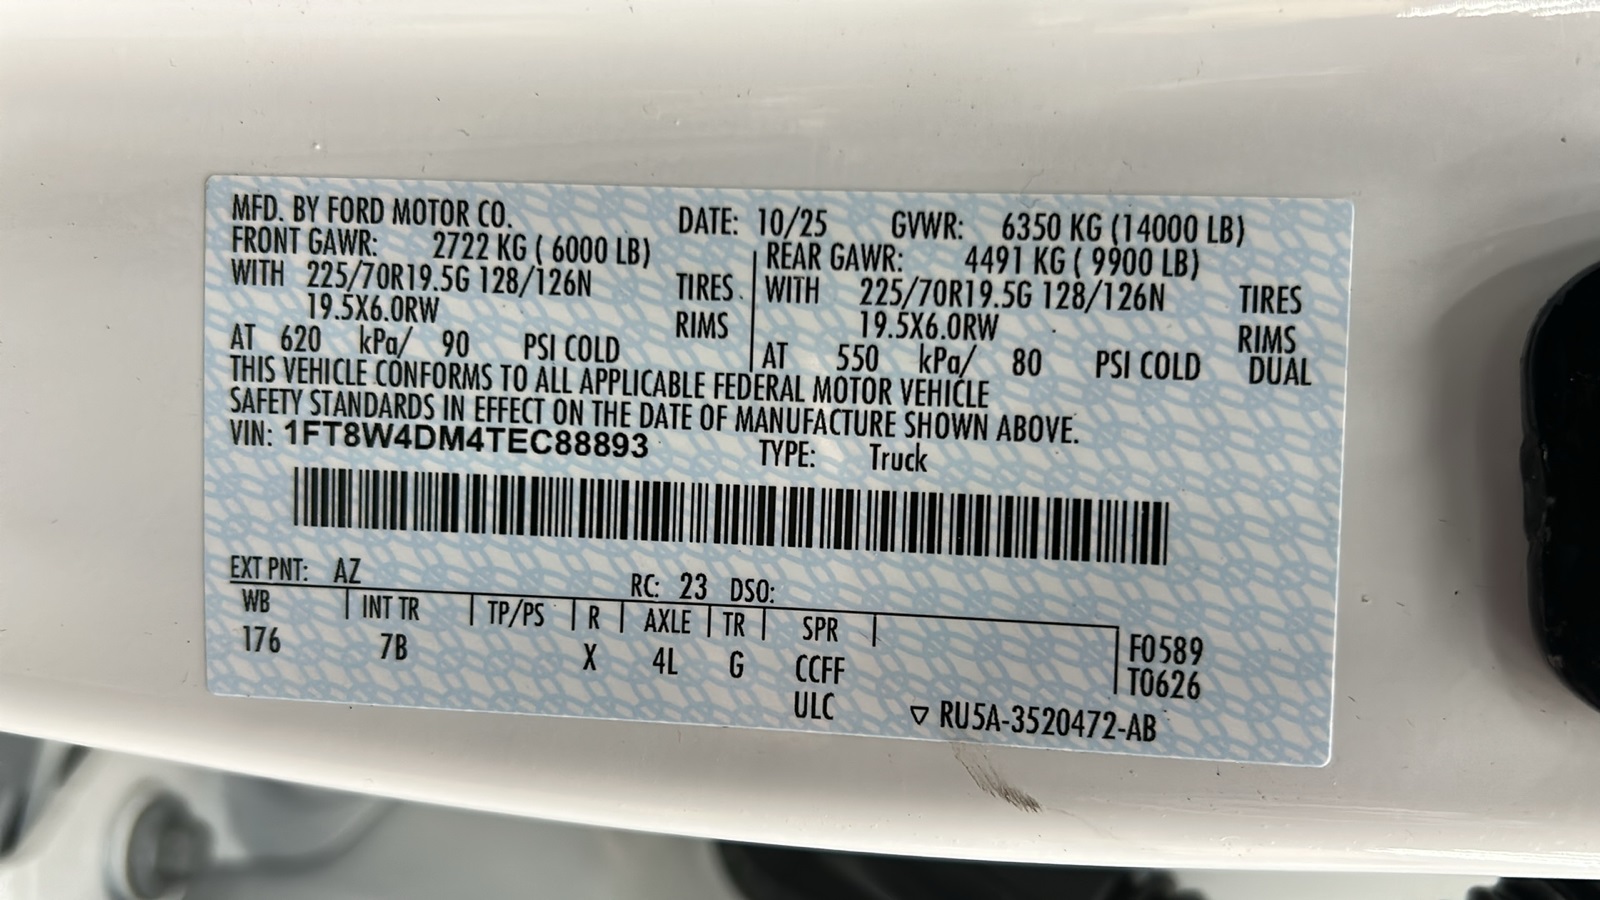 MFD. BY FORD MOTOR CO. DATE: 10/25 GVWR: 6350 KG (14000 LB)
FRONT GAWR: 2722 KG ( 6000 LB) REAR GAWR: 4491 KG ( 9900 LB)
WITH 225/70R19.5G 128/126N TIRES WITH 225/70R19.5G 128/126N TIRES
19.5X6.0RW RIMS 19.5X6.0RW RIMS
AT 620 kPa/ 90 PSI COLD AT 550 kPa/ 80 PSI COLD DUAL
THIS VEHICLE CONFORMS TO ALL APPLICABLE FEDERAL MOTOR VEHICLE
SAFETY STANDARDS IN EFFECT ON THE DATE OF MANUFACTURE SHOWN ABOVE.
VIN: 1FT8W4DM4TEC88893 TYPE: Truck
EXT PNT: AZ RC: 23 DSO:
WB INT TR TP/PS R AXLE TR SPR F0589
176 7B X 4L G CCFF T0626
ULC ▽ RU5A-3520472-AB